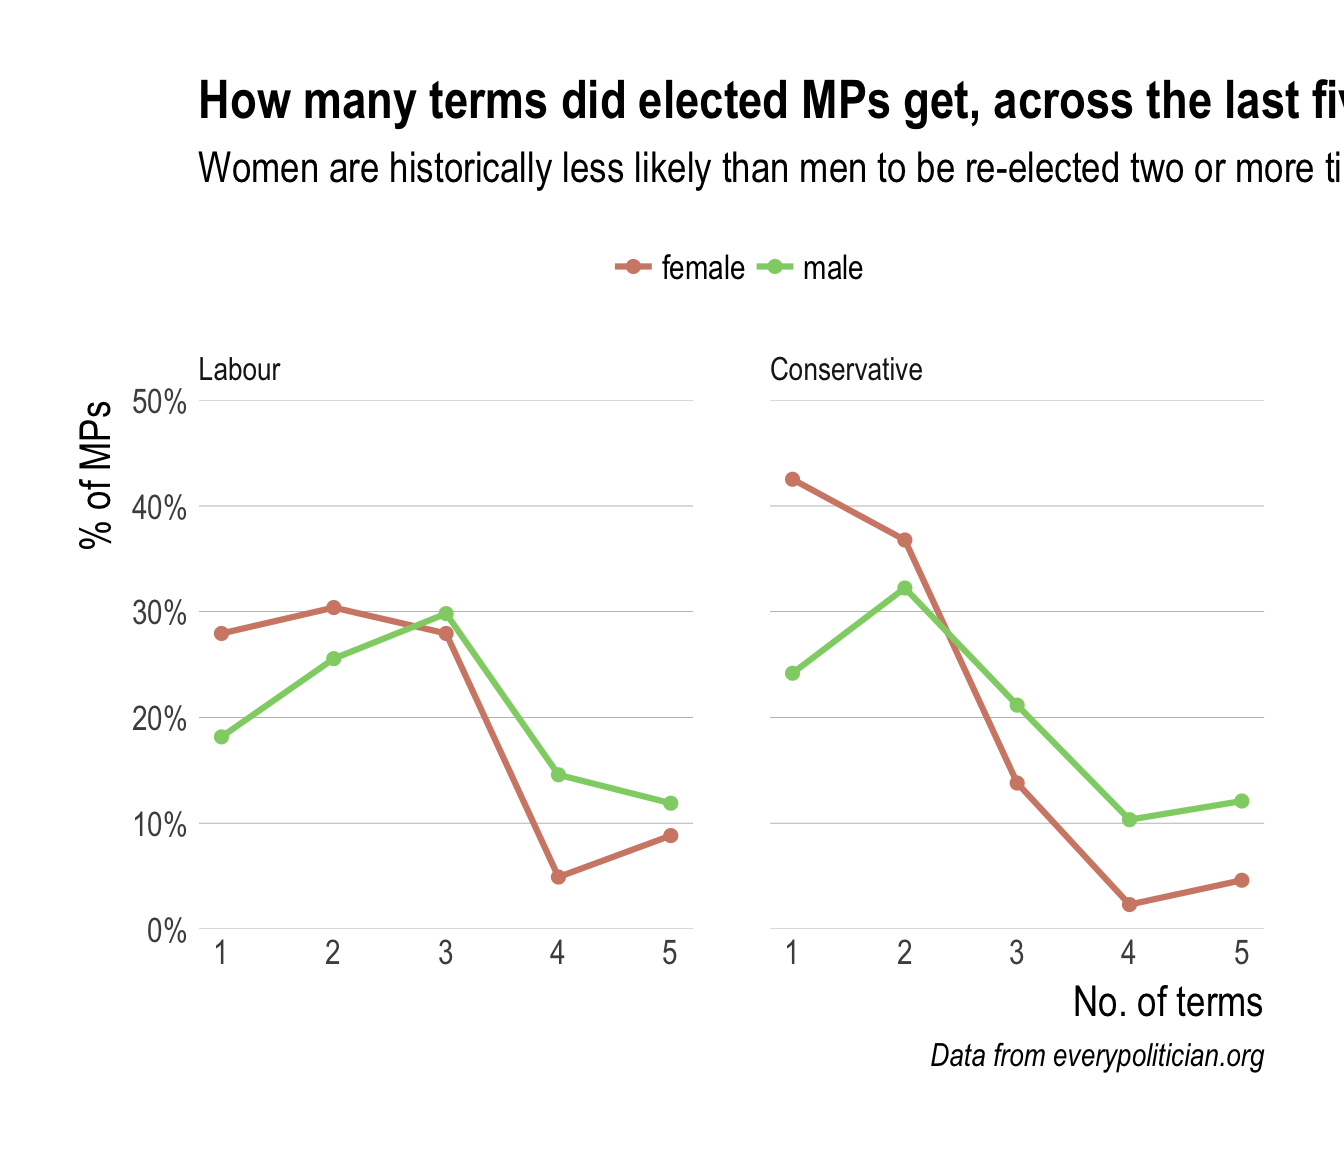 How many terms did elected MPs get, across the last
Women are historically less likely than men to be re-elected two or more
female male
Labour Conservative
% of MPs
50%
40%
30%
20%
10%
0%
1 2 3 4 5 1 2 3 4 5
No. of terms
Data from everypolitician.org